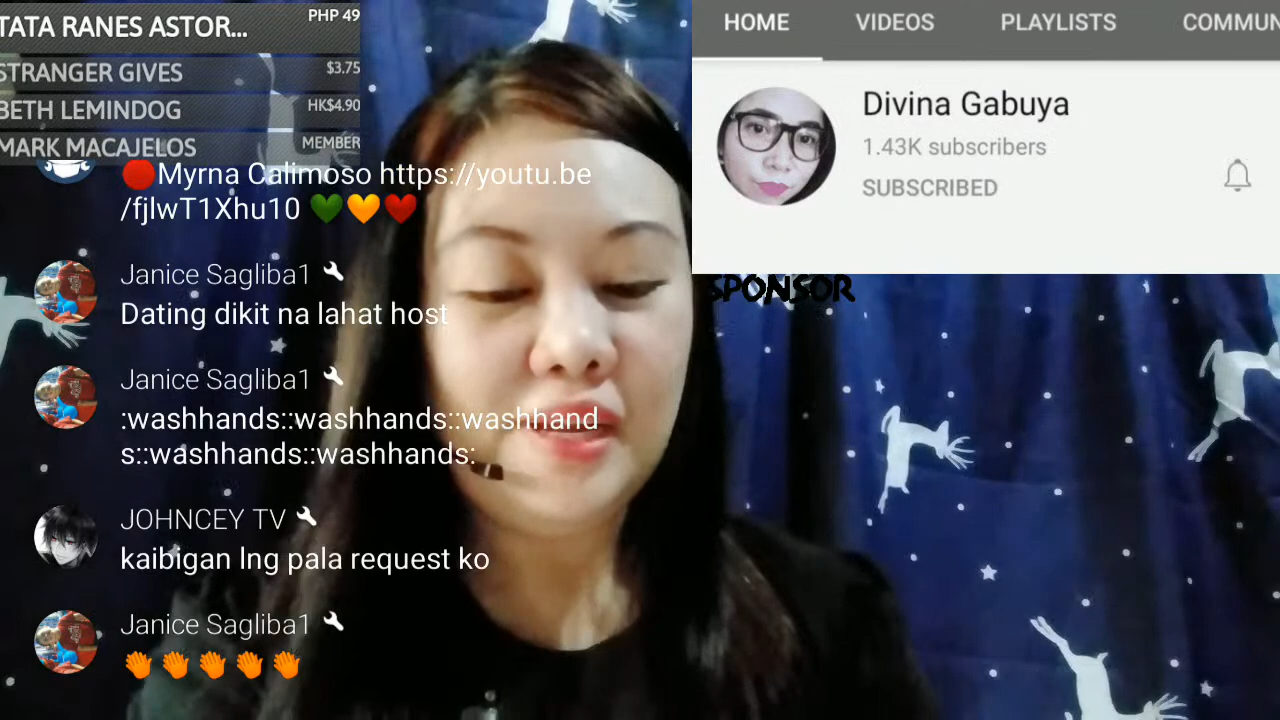 TATA RANES ASTOR...
PHP 49
STRANGER GIVES
$3.75
BETH LEMINDOG
HK$4.90
MARK MACAJELOS
MEMBER
HOME
VIDEOS
PLAYLISTS
COMMUN
Divina Gabuya
1.43K subscribers
SUBSCRIBED
SPONSOR
🔴Myrna Calimoso https://youtu.be
/fjlwT1Xhu10 💚🧡❤️
Janice Sagliba1
Dating dikit na lahat host
Janice Sagliba1
:washhands::washhands::washhand
s::washhands::washhands:
JOHNCEY TV
kaibigan lng pala request ko
Janice Sagliba1
👏👏👏👏👏